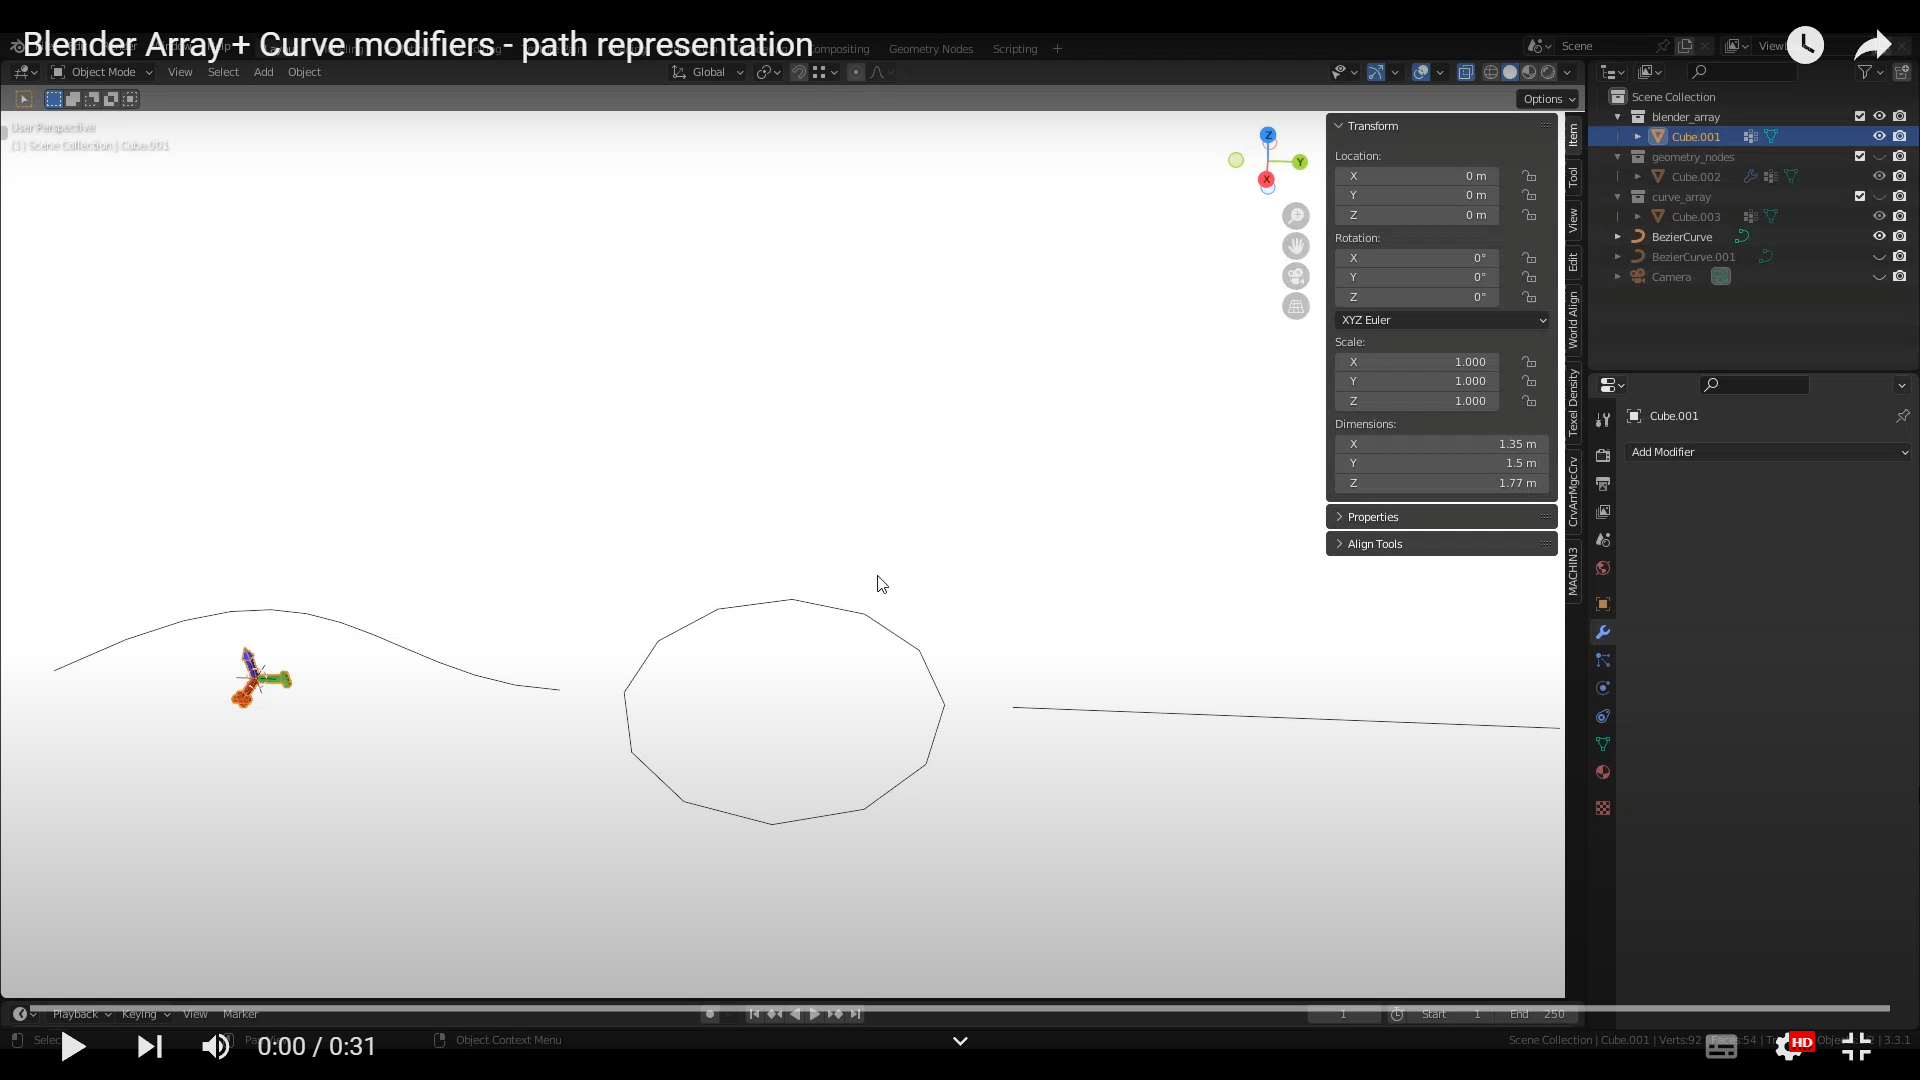 Blender Array + Curve modifiers - path representation
Compositing
Geometry Nodes
Scripting
+
Scene
Object Mode
View
Select
Add
Object
Global
Options
User Perspective
(1) Scene Collection | Cube.001
Z
Y
X
Transform
Location:
X 0 m
Y 0 m
Z 0 m
Rotation:
X 0°
Y 0°
Z 0°
XYZ Euler
Scale:
X 1.000
Y 1.000
Z 1.000
Dimensions:
X 1.35 m
Y 1.5 m
Z 1.77 m
Properties
Align Tools
Item
Tool
View
Edit
World Align
Texel Density
CrvArrMgcCrv
MACHIN3
Scene Collection
blender_array
Cube.001
geometry_nodes
Cube.002
curve_array
Cube.003
BezierCurve
BezierCurve.001
Camera
Cube.001
Add Modifier
Playback
Keying
View
Marker
1
Start 1
End 250
Object Context Menu
Scene Collection | Cube.001 | Verts:92
3.3.1
0:00 / 0:31
HD